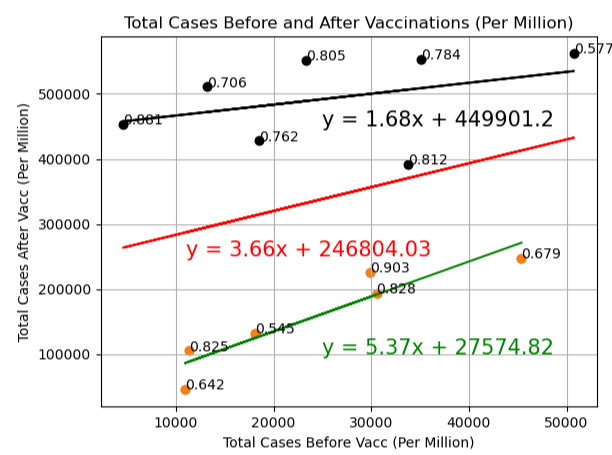 Total Cases Before and After Vaccinations (Per Million)
Total Cases After Vacc (Per Million)
500000
400000
300000
200000
100000
0.577
0.805
0.784
0.706
0.881
0.762
y = 1.68x + 449901.2
0.812
y = 3.66x + 246804.03
0.903
0.679
0.828
0.545
0.825
y = 5.37x + 27574.82
0.642
10000 20000 30000 40000 50000
Total Cases Before Vacc (Per Million)